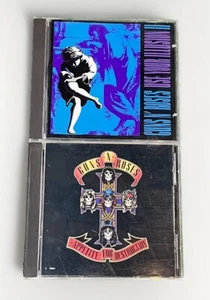 GUNS N' ROSES USE YOUR ILLUSION II
GUNS N' ROSES
APPETITE FOR DESTRUCTION